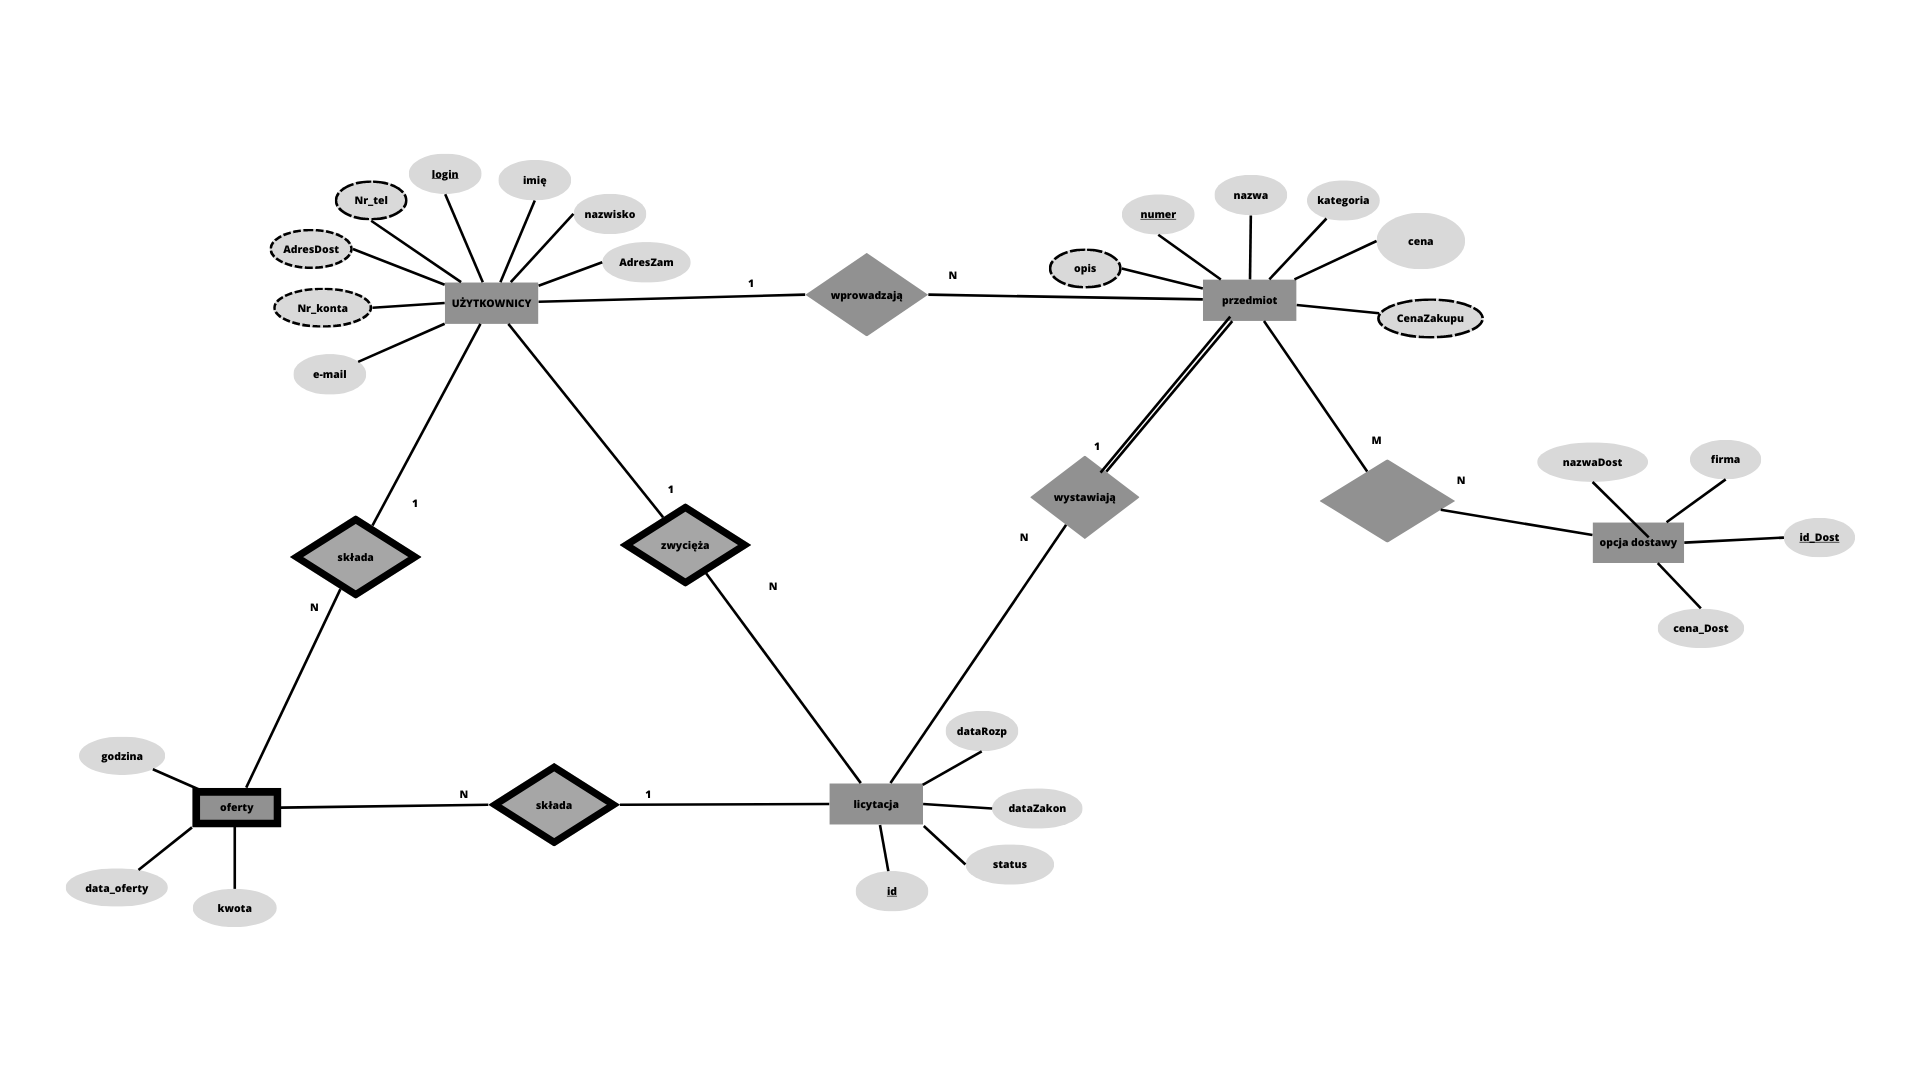 login
imię
Nr_tel
nazwisko
AdresDost
AdresZam
Nr_konta
UŻYTKOWNICY
e-mail
1
wprowadzają
N
numer
nazwa
kategoria
cena
opis
przedmiot
CenaZakupu
1
składa
N
1
zwycięża
N
1
wystawiają
N
M
N
nazwaDost
firma
opcja dostawy
id_Dost
cena_Dost
godzina
oferty
data_oferty
kwota
N
składa
1
licytacja
dataRozp
dataZakon
status
id